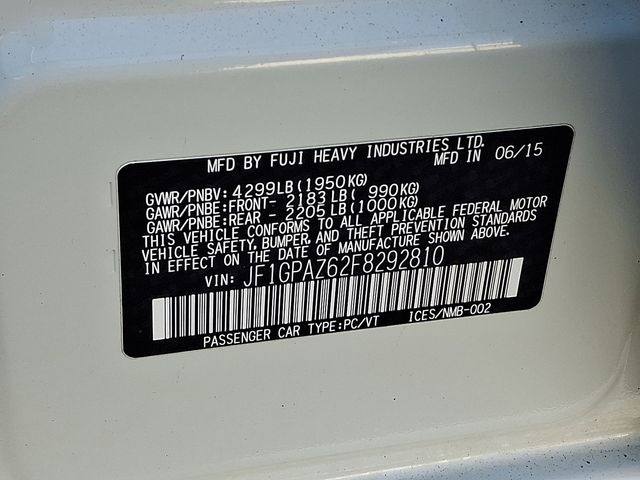 MFD BY FUJI HEAVY INDUSTRIES LTD.
MFD IN 06/15
GVWR/PNBV: 4299LB(1950KG)
GAWR/PNBE:FRONT- 2183 LB( 990KG)
GAWR/PNBE:REAR - 2205 LB(1000KG)
THIS VEHICLE CONFORMS TO ALL APPLICABLE FEDERAL MOTOR
VEHICLE SAFETY, BUMPER, AND THEFT PREVENTION STANDARDS
IN EFFECT ON THE DATE OF MANUFACTURE SHOWN ABOVE.
VIN: JF1GPAZ62F8292810
PASSENGER CAR TYPE:PC/VT ICES/NMB-002